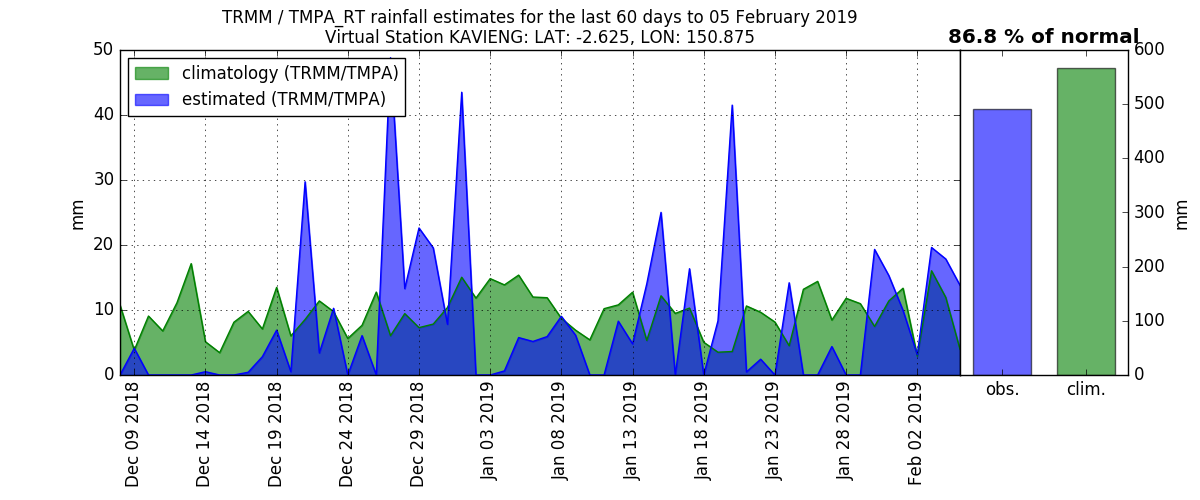 TRMM / TMPA_RT rainfall estimates for the last 60 days to 05 February 2019
Virtual Station KAVIENG: LAT: -2.625, LON: 150.875
86.8 % of normal
climatology (TRMM/TMPA)
estimated (TRMM/TMPA)
50
40
30
20
10
0
mm
Dec 09 2018
Dec 14 2018
Dec 19 2018
Dec 24 2018
Dec 29 2018
Jan 03 2019
Jan 08 2019
Jan 13 2019
Jan 18 2019
Jan 23 2019
Jan 28 2019
Feb 02 2019
obs.
clim.
600
500
400
300
200
100
0
mm